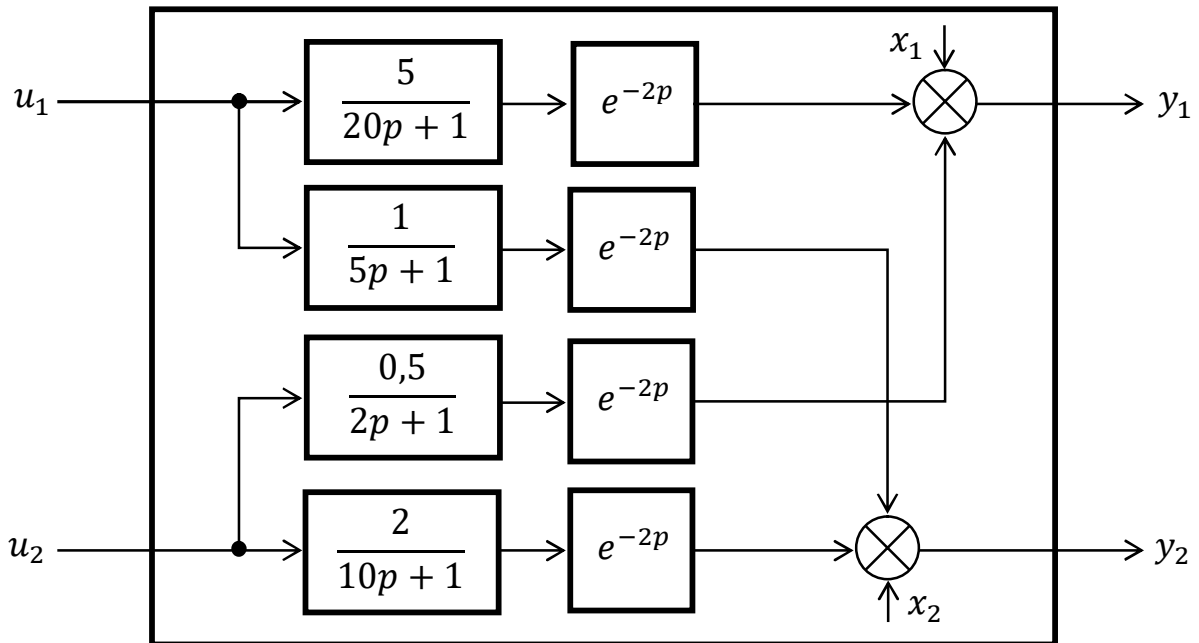 x₁
u₁
5
20p + 1
e⁻²ᵖ
y₁
1
5p + 1
e⁻²ᵖ
0,5
2p + 1
e⁻²ᵖ
u₂
2
10p + 1
e⁻²ᵖ
y₂
x₂